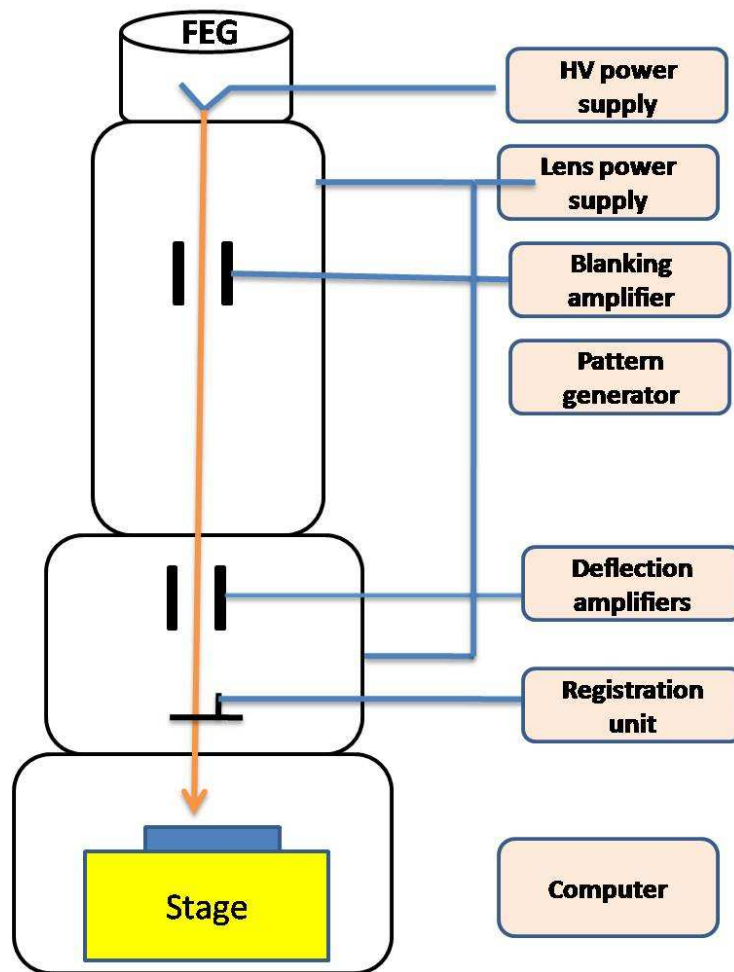 FEG
HV power
supply
Lens power
supply
Blanking
amplifier
Pattern
generator
Deflection
amplifiers
Registration
unit
Stage
Computer